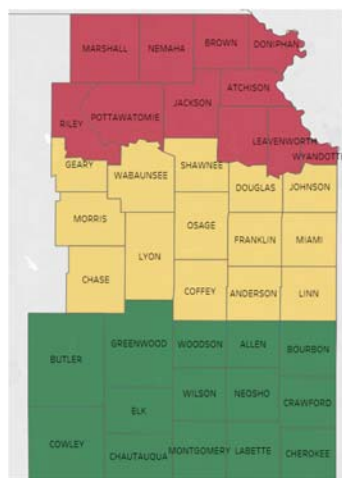 MARSHALL NEMAHA BROWN DONIPHAN
ATCHISON
RILEY POTTAWATOMIE JACKSON
LEAVENWORTH
WYANDOTT
GEARY WABAUNSEE SHAWNEE DOUGLAS JOHNSON
MORRIS OSAGE
LYON FRANKLIN MIAMI
CHASE COFFEY ANDERSON LINN
BUTLER GREENWOOD WOODSON ALLEN BOURBON
ELK WILSON NEOSHO CRAWFORD
COWLEY CHAUTAUQUA MONTGOMERY LABETTE CHEROKEE